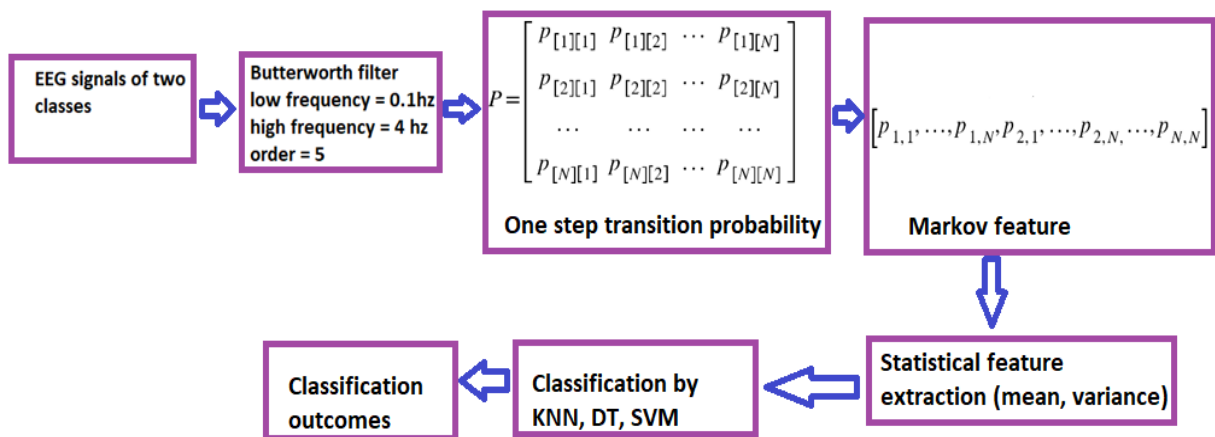 EEG signals of two
classes
Butterworth filter
low frequency = 0.1hz
high frequency = 4 hz
order = 5
P = [ p[1][1] p[1][2] ⋯ p[1][N]
p[2][1] p[2][2] ⋯ p[2][N]
⋯ ⋯ ⋯ ⋯
p[N][1] p[N][2] ⋯ p[N][N] ]
One step transition probability
[p1,1,…,p1,N,p2,1,…,p2,N,…,pN,N]
Markov feature
Statistical feature
extraction (mean, variance)
Classification by
KNN, DT, SVM
Classification
outcomes